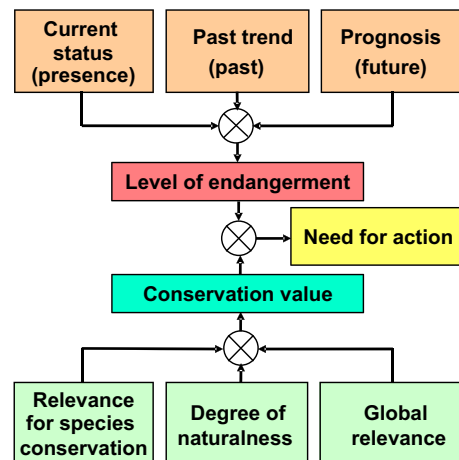 Current
status
(presence)
Past trend
(past)
Prognosis
(future)
Level of endangerment
Need for action
Conservation value
Relevance
for species
conservation
Degree of
naturalness
Global
relevance